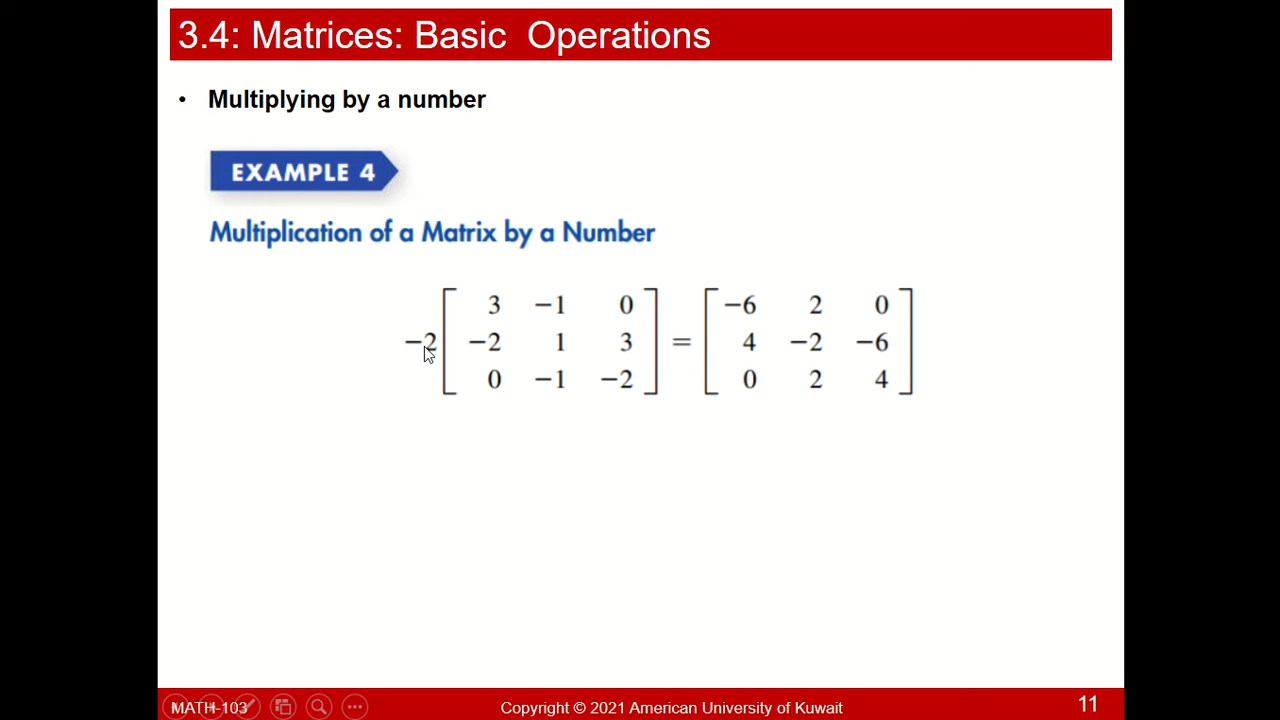 3.4: Matrices: Basic Operations
• Multiplying by a number
EXAMPLE 4
Multiplication of a Matrix by a Number
3 −1 0 −6 2 0
−2 −2 1 3 = 4 −2 −6
0 −1 −2 0 2 4
MATH-103 Copyright © 2021 American University of Kuwait 11